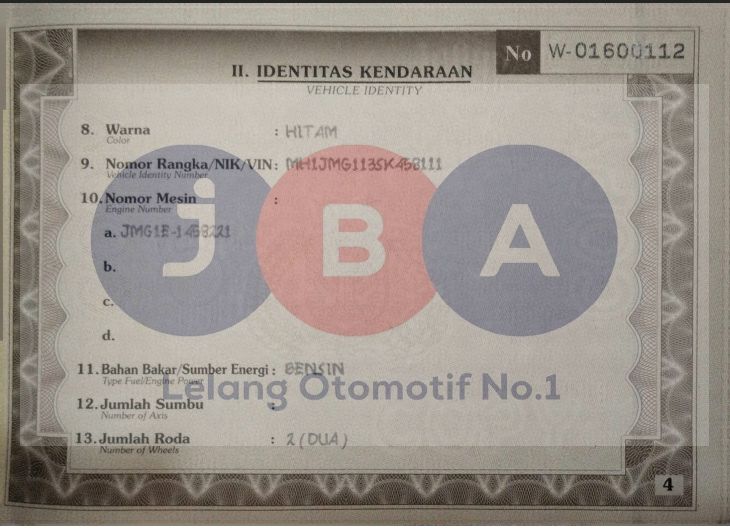 No W-01600112
II. IDENTITAS KENDARAAN
VEHICLE IDENTITY
8. Warna : HITAM
Color
9. Nomor Rangka/NIK/VIN : MH1JMG113SK458111
Vehicle Identity Number
10. Nomor Mesin :
Engine Number
a. JMG1E-1458221
b.
c.
d.
11. Bahan Bakar/Sumber Energi : BENSIN
Type Fuel/Engine Power
12. Jumlah Sumbu :
Number of Axis
13. Jumlah Roda : 2 (DUA)
Number of Wheels
4
JBA
Lelang Otomotif No.1